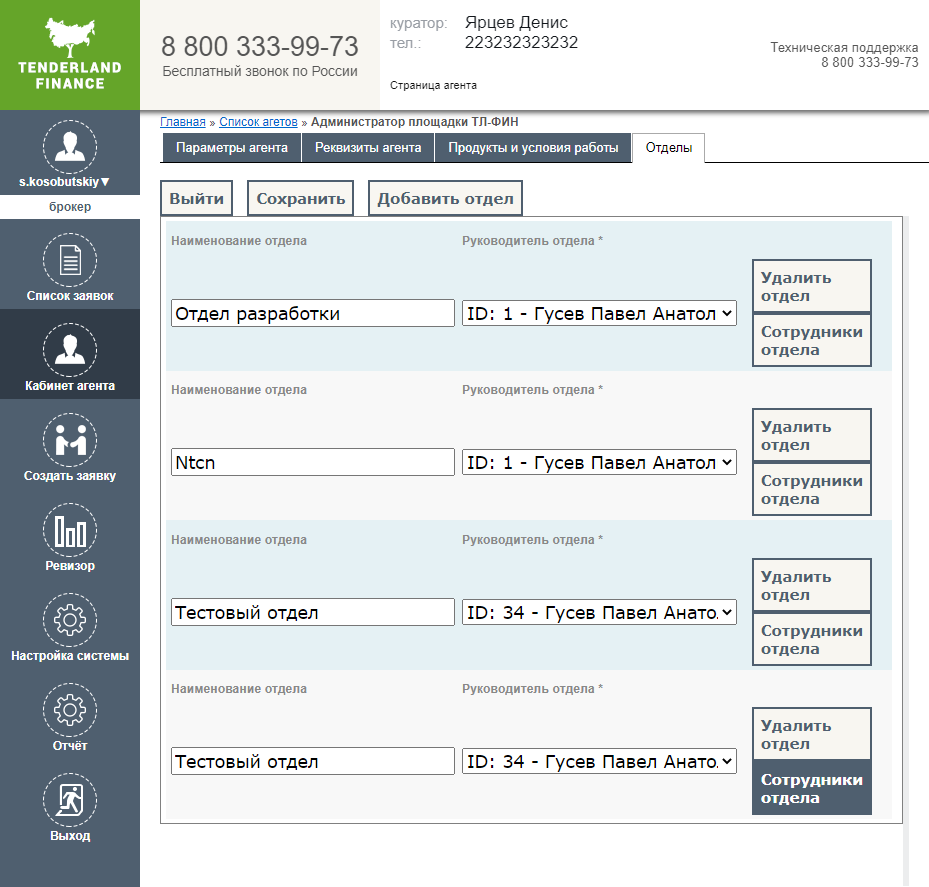 TENDERLAND
FINANCE
8 800 333-99-73
Бесплатный звонок по России
куратор: Ярцев Денис
тел.: 223232323232
Страница агента
Техническая поддержка
8 800 333-99-73
s.kosobutskiy▼
брокер
Список заявок
Кабинет агента
Создать заявку
Ревизор
Настройка системы
Отчёт
Выход
Главная » Список агетов » Администратор площадки ТЛ-ФИН
Параметры агента Реквизиты агента Продукты и условия работы Отделы
Выйти Сохранить Добавить отдел
Наименование отдела Руководитель отдела *
Отдел разработки ID: 1 - Гусев Павел Анатол
Удалить
отдел
Сотрудники
отдела
Наименование отдела Руководитель отдела *
Ntcn ID: 1 - Гусев Павел Анатол
Удалить
отдел
Сотрудники
отдела
Наименование отдела Руководитель отдела *
Тестовый отдел ID: 34 - Гусев Павел Анато.
Удалить
отдел
Сотрудники
отдела
Наименование отдела Руководитель отдела *
Тестовый отдел ID: 34 - Гусев Павел Анато.
Удалить
отдел
Сотрудники
отдела